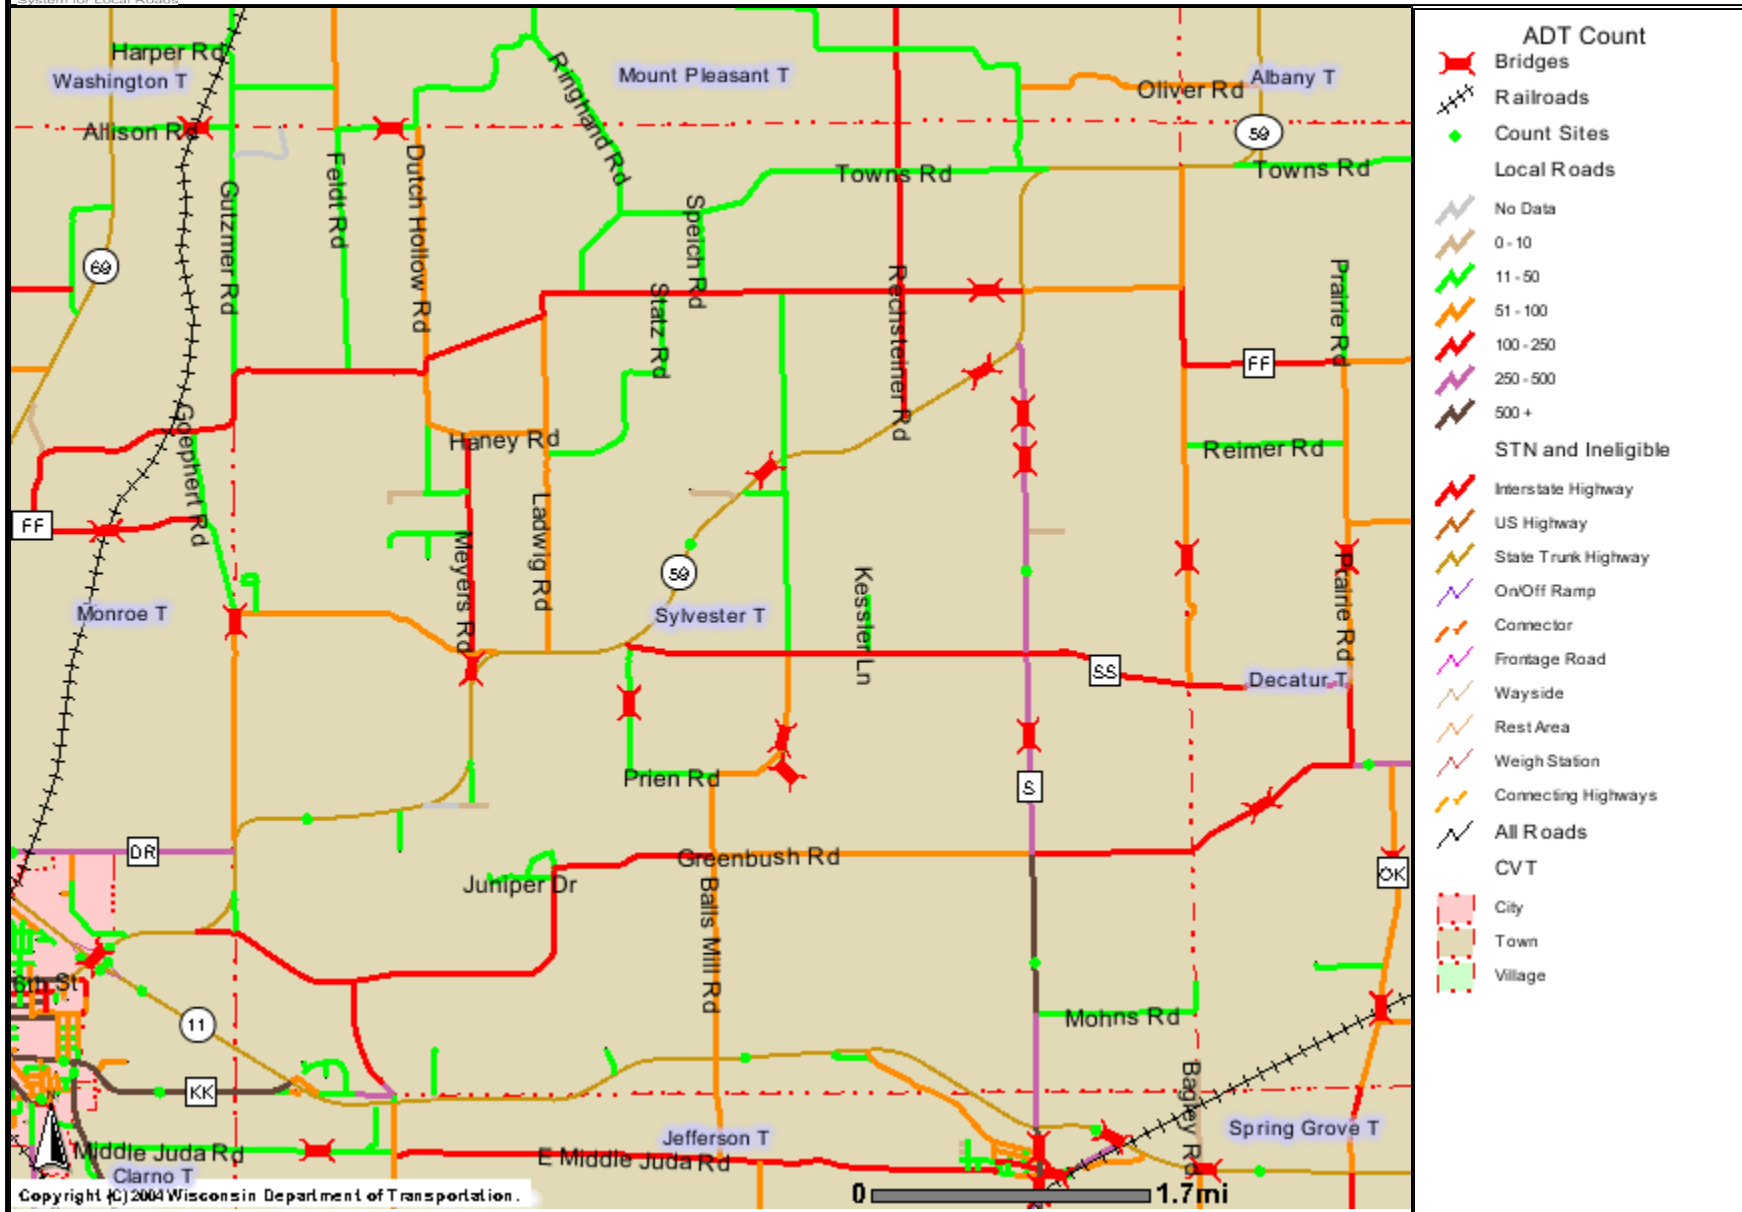 System for Local Roads
Harper Rd
Washington T
Mount Pleasant T
Albany T
Oliver Rd
Ringhand Rd
Allison Rd
59
Towns Rd
Towns Rd
Feldt Rd
Dutch Hollow Rd
Gutzmer Rd
Speich Rd
69
Rechsteiner Rd
Statz Rd
Prairie Rd
FF
Goephert Rd
Haney Rd
Reimer Rd
Ladwig Rd
FF
Meyers Rd
59
Kessler Ln
Prairie Rd
Monroe T
Sylvester T
SS
Decatur T
Prien Rd
S
DR
Greenbush Rd
Juniper Dr
OK
Balls Mill Rd
6th St
11
Mohns Rd
KK
Bagley Rd
N
Spring Grove T
Jefferson T
Middle Juda Rd
E Middle Juda Rd
Clarno T
Copyright (C) 2004 Wisconsin Department of Transportation.
0 1.7mi
ADT Count
Bridges
Railroads
Count Sites
Local Roads
No Data
0 - 10
11 - 50
51 - 100
100 - 250
250 - 500
500 +
STN and Ineligible
Interstate Highway
US Highway
State Trunk Highway
On/Off Ramp
Connector
Frontage Road
Wayside
Rest Area
Weigh Station
Connecting Highways
All Roads
CVT
City
Town
Village